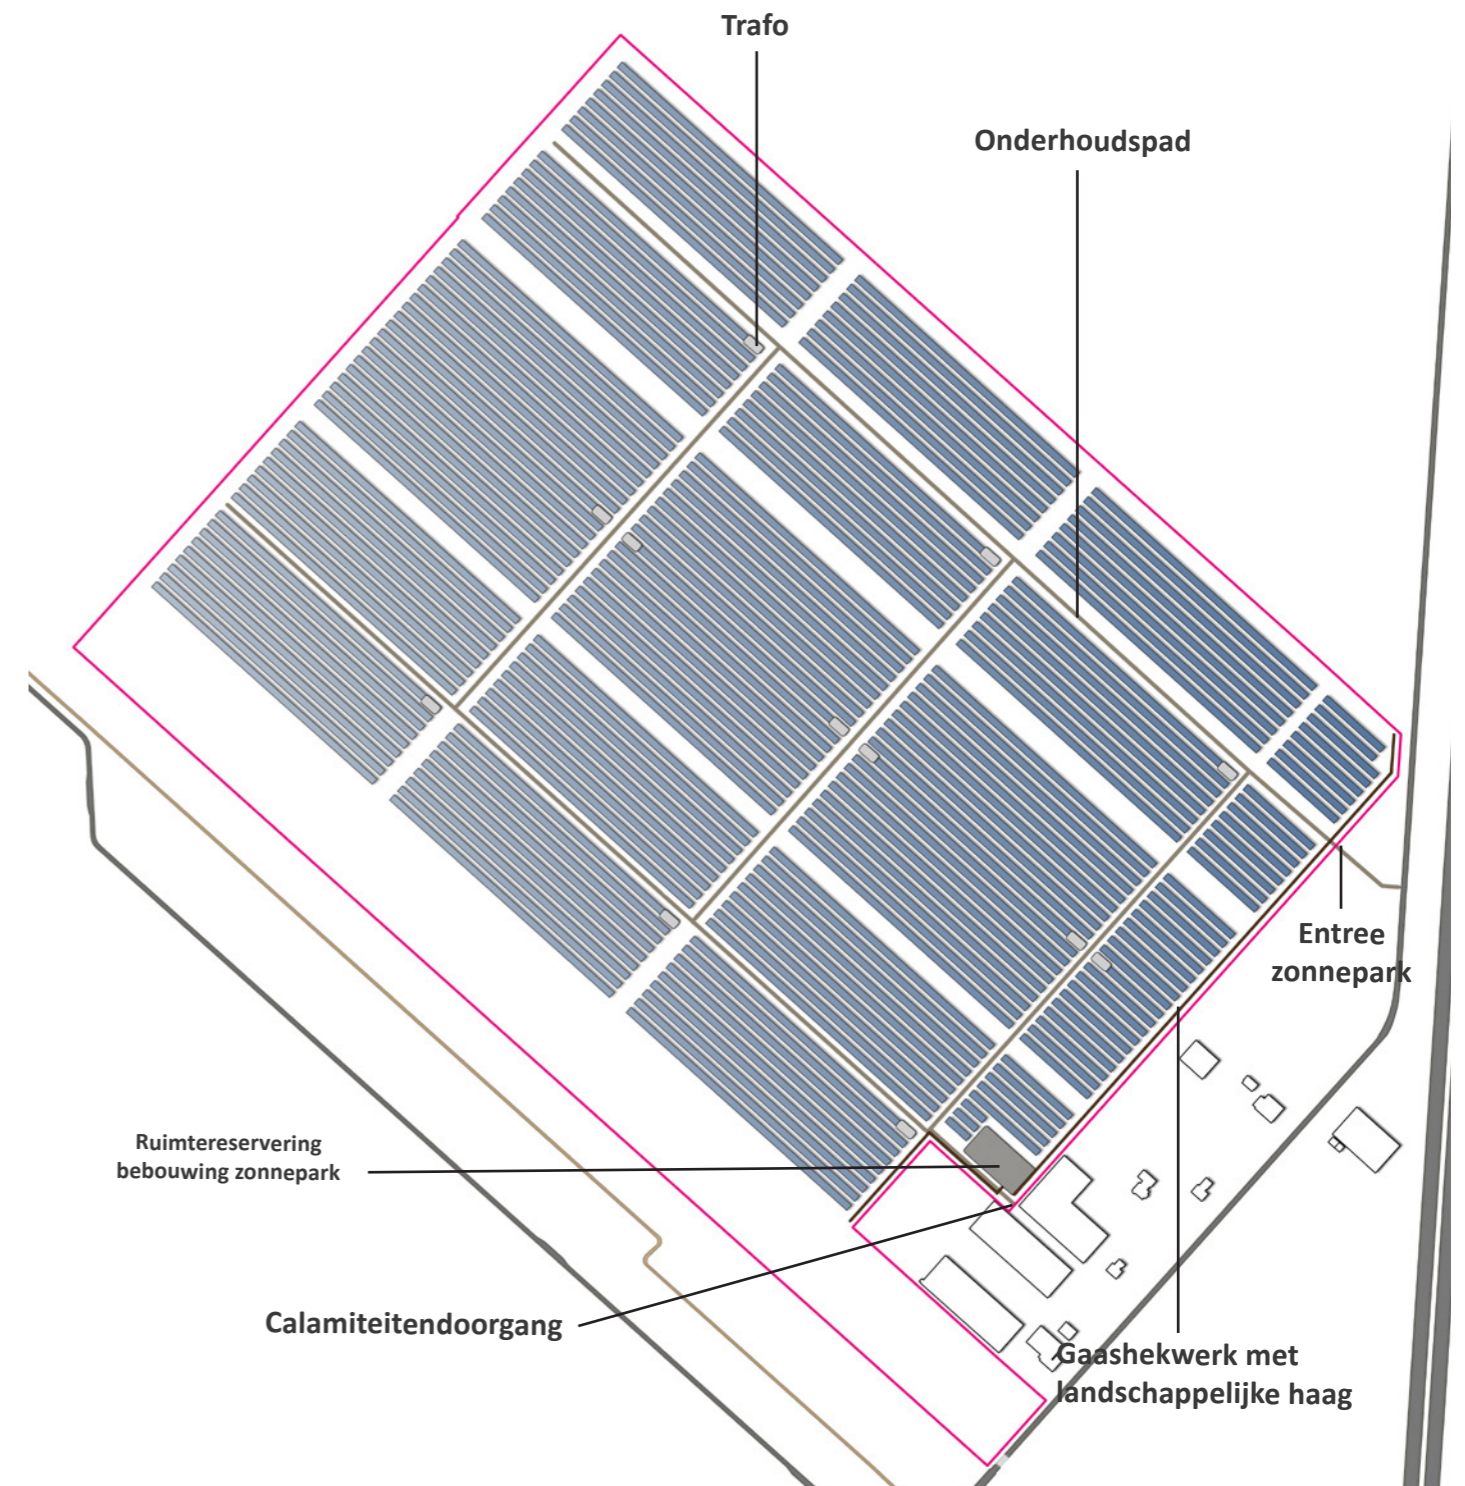 Trafo
Onderhoudspad
Entree
zonnepark
Ruimtereservering
bebouwing zonnepark
Calamiteitendoorgang
Gaashekwerk met
landschappelijke haag